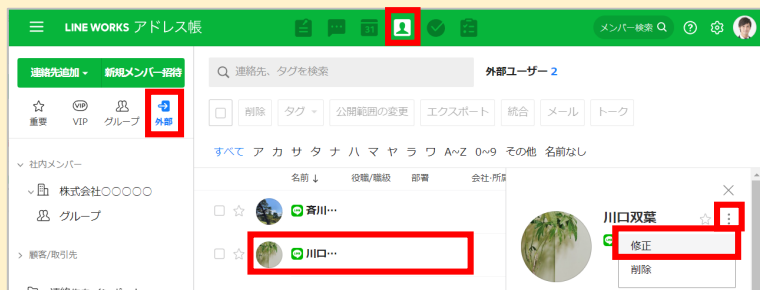 LINE WORKS アドレス帳
31
メンバー検索
連絡先追加
新規メンバー招待
連絡先、タグを検索
外部ユーザー 2
重要
VIP
VIP
グループ
外部
削除
タグ
公開範囲の変更
エクスポート
統合
メール
トーク
すべて ア カ サ タ ナ ハ マ ヤ ラ ワ A~Z 0~9 その他 名前なし
社内メンバー
株式会社○○○○○
グループ
顧客/取引先
名前 ↓
役職/職級
部署
会社·所
斉川…
川口…
川口双葉
修正
削除